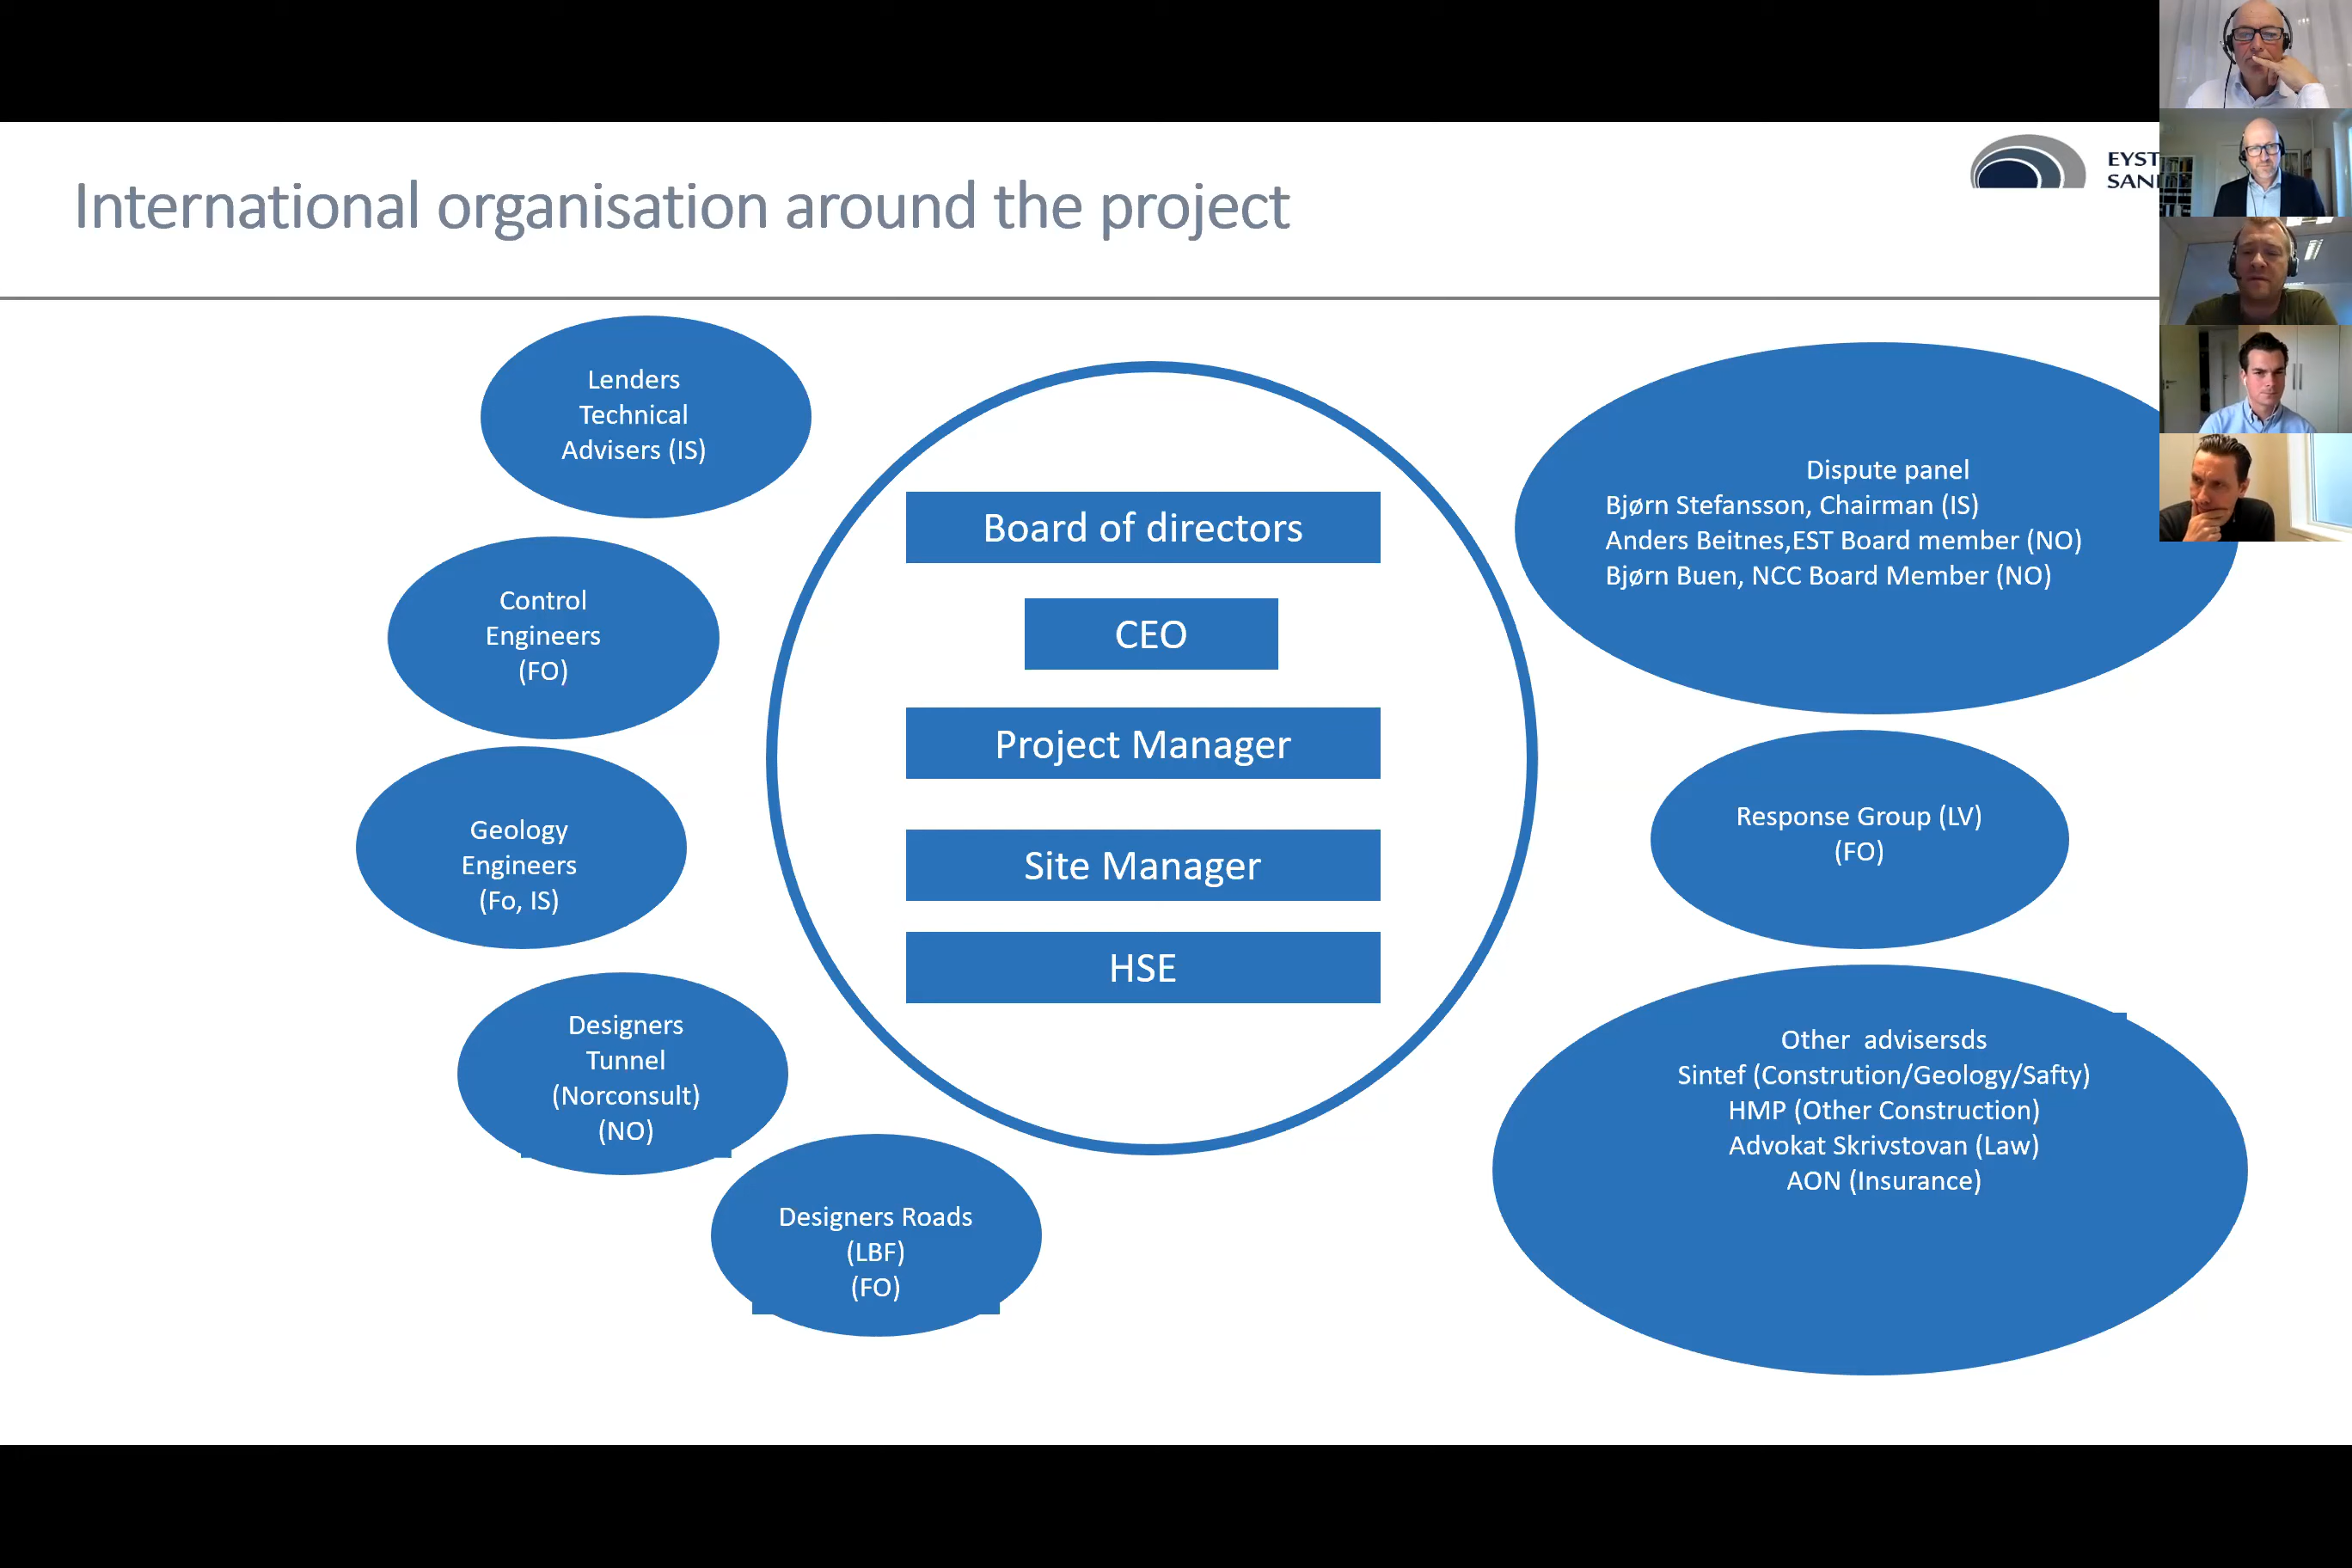 International organisation around the project
EYST
SAN
Lenders
Technical
Advisers (IS)
Control
Engineers
(FO)
Geology
Engineers
(Fo, IS)
Designers
Tunnel
(Norconsult)
(NO)
Designers Roads
(LBF)
(FO)
Board of directors
CEO
Project Manager
Site Manager
HSE
Dispute panel
Bjørn Stefansson, Chairman (IS)
Anders Beitnes,EST Board member (NO)
Bjørn Buen, NCC Board Member (NO)
Response Group (LV)
(FO)
Other advisersds
Sintef (Constrution/Geology/Safty)
HMP (Other Construction)
Advokat Skrivstovan (Law)
AON (Insurance)